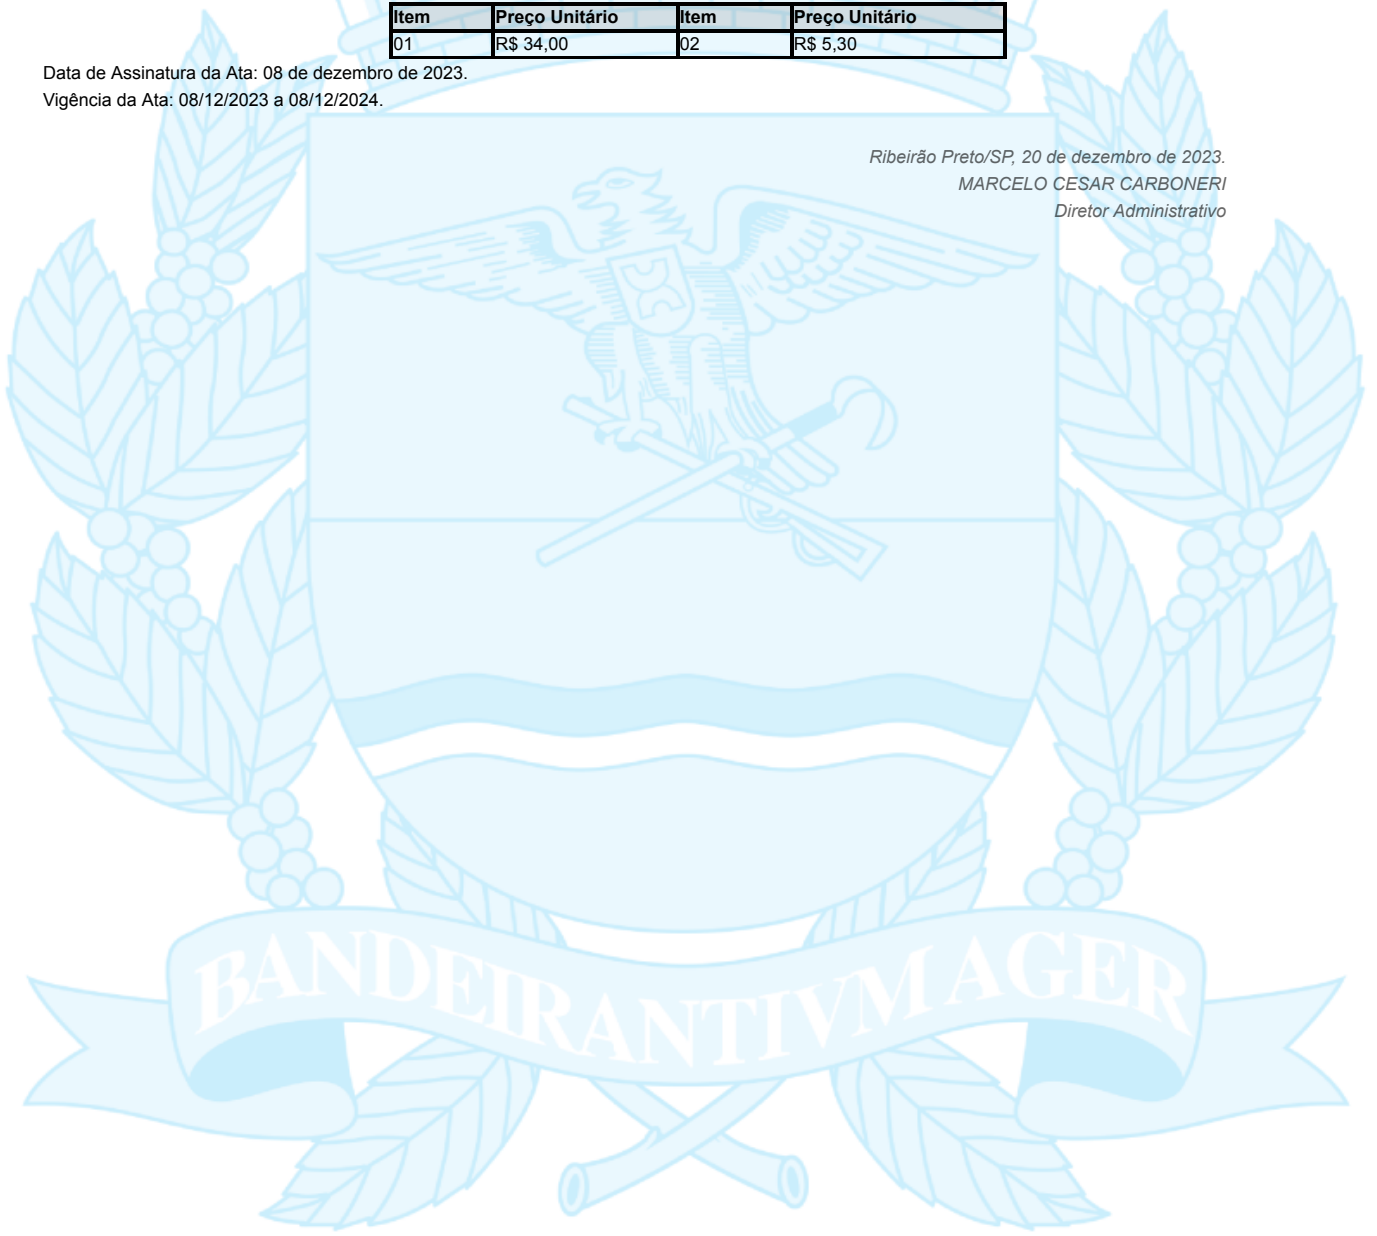 Item Preço Unitário Item Preço Unitário
01 R$ 34,00 02 R$ 5,30
Data de Assinatura da Ata: 08 de dezembro de 2023.
Vigência da Ata: 08/12/2023 a 08/12/2024.
Ribeirão Preto/SP, 20 de dezembro de 2023.
MARCELO CESAR CARBONERI
Diretor Administrativo
BANDEIRANTIVM AGER